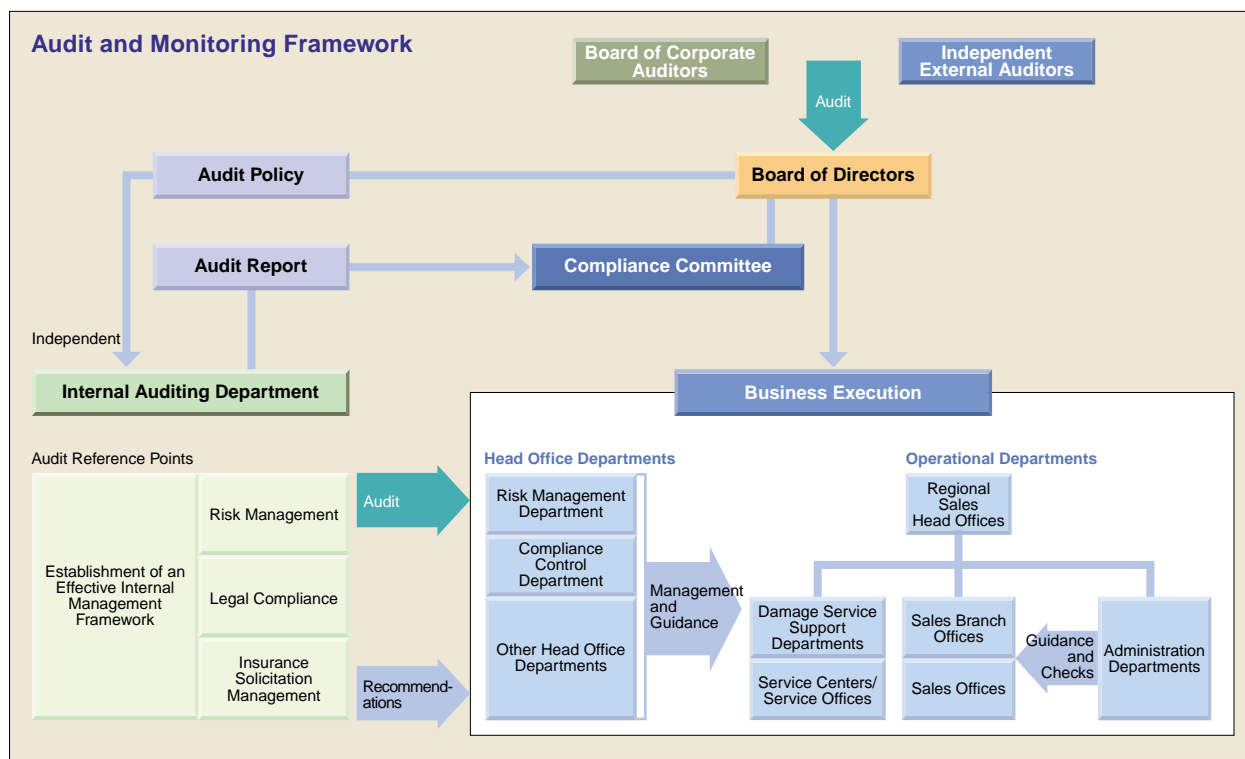 Audit and Monitoring Framework
Board of Corporate
Auditors
Independent
External Auditors
Audit
Audit Policy
Board of Directors
Audit Report
Compliance Committee
Independent
Internal Auditing Department
Business Execution
Audit Reference Points
Establishment of an
Effective Internal
Management
Framework
Risk Management
Legal Compliance
Insurance
Solicitation
Management
Audit
Recommend-
ations
Head Office Departments
Risk Management
Department
Compliance
Control
Department
Other Head Office
Departments
Management
and
Guidance
Operational Departments
Regional
Sales
Head Offices
Damage Service
Support
Departments
Service Centers/
Service Offices
Sales Branch
Offices
Sales Offices
Guidance
and
Checks
Administration
Departments